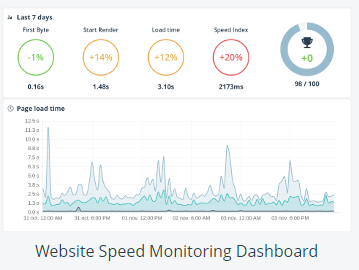 Last 7 days
First Byte Start Render Load time Speed Index
-1% +14% +12% +20% +0
0.16s 1.48s 3.10s 2173ms 98 / 100
Page load time
12.5 s
11.3 s
10.0 s
8.8 s
7.5 s
6.3 s
5.0 s
3.8 s
2.5 s
1.3 s
0.0 s
31 oct, 12:00 AM 31 oct, 6:00 PM 01 nov, 12:00 PM 02 nov, 6:00 AM 03 nov, 12:00 AM 03 nov, 6:00 PM
Website Speed Monitoring Dashboard